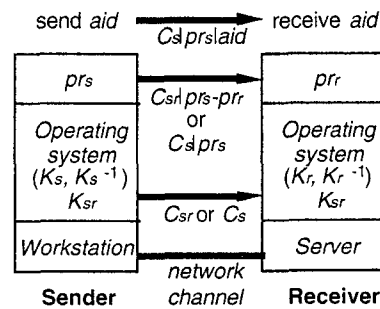 send aid receive aid
Cs|prs|aid
prs prr
Csr|prs-prr
or
Cs|prs
Operating Operating
system system
(Ks, Ks⁻¹) (Kr, Kr⁻¹)
Ksr Ksr
Csr or Cs
Workstation Server
network
channel
Sender Receiver